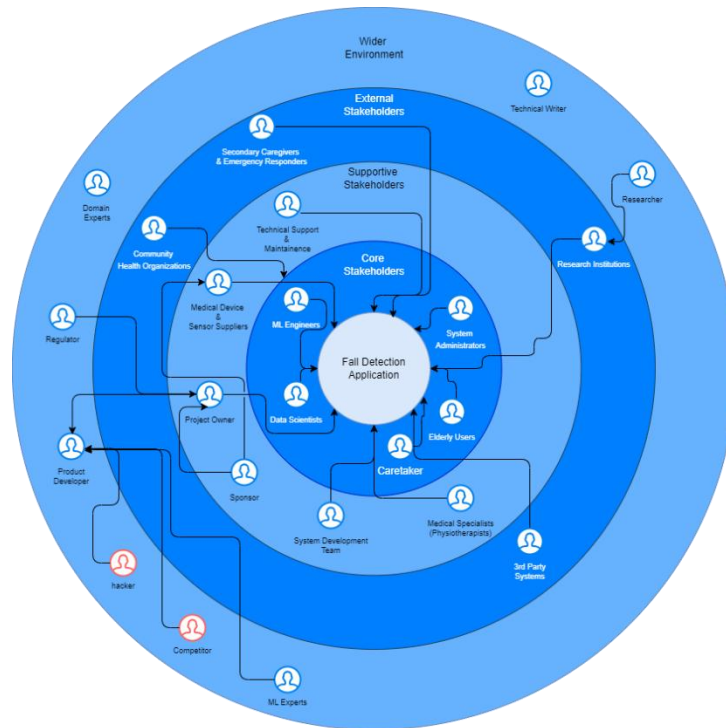 Wider
Environment
Technical Writer
External
Stakeholders
Secondary Caregivers
& Emergency Responders
Supportive
Stakeholders
Researcher
Domain
Experts
Technical Support
&
Maintainence
Community
Health Organizations
Research Institutions
Core
Stakeholders
Medical Device
&
Sensor Suppliers
ML Engineers
System
Administrators
Regulator
Fall Detection
Application
Project Owner
Data Scientists
Elderly Users
Caretaker
Product
Developer
Sponsor
System Development
Team
Medical Specialists
(Physiotherapists)
3rd Party
Systems
hacker
Competitor
ML Experts